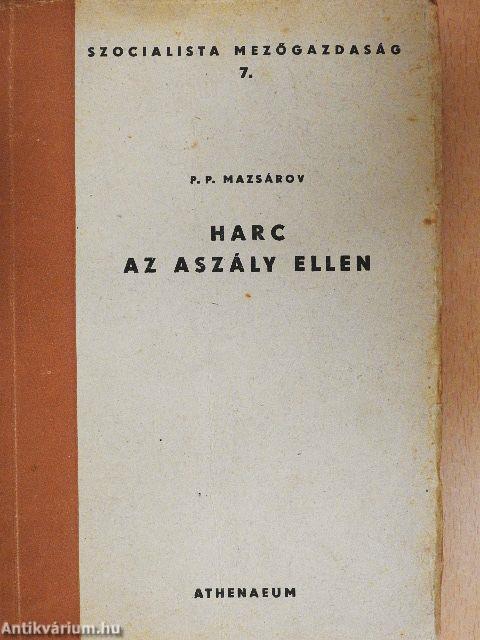 SZOCIALISTA MEZŐGAZDASÁG
7.
P. P. MAZSÁROV
HARC
AZ ASZÁLY ELLEN
ATHENAEUM
Antikvárium.hu